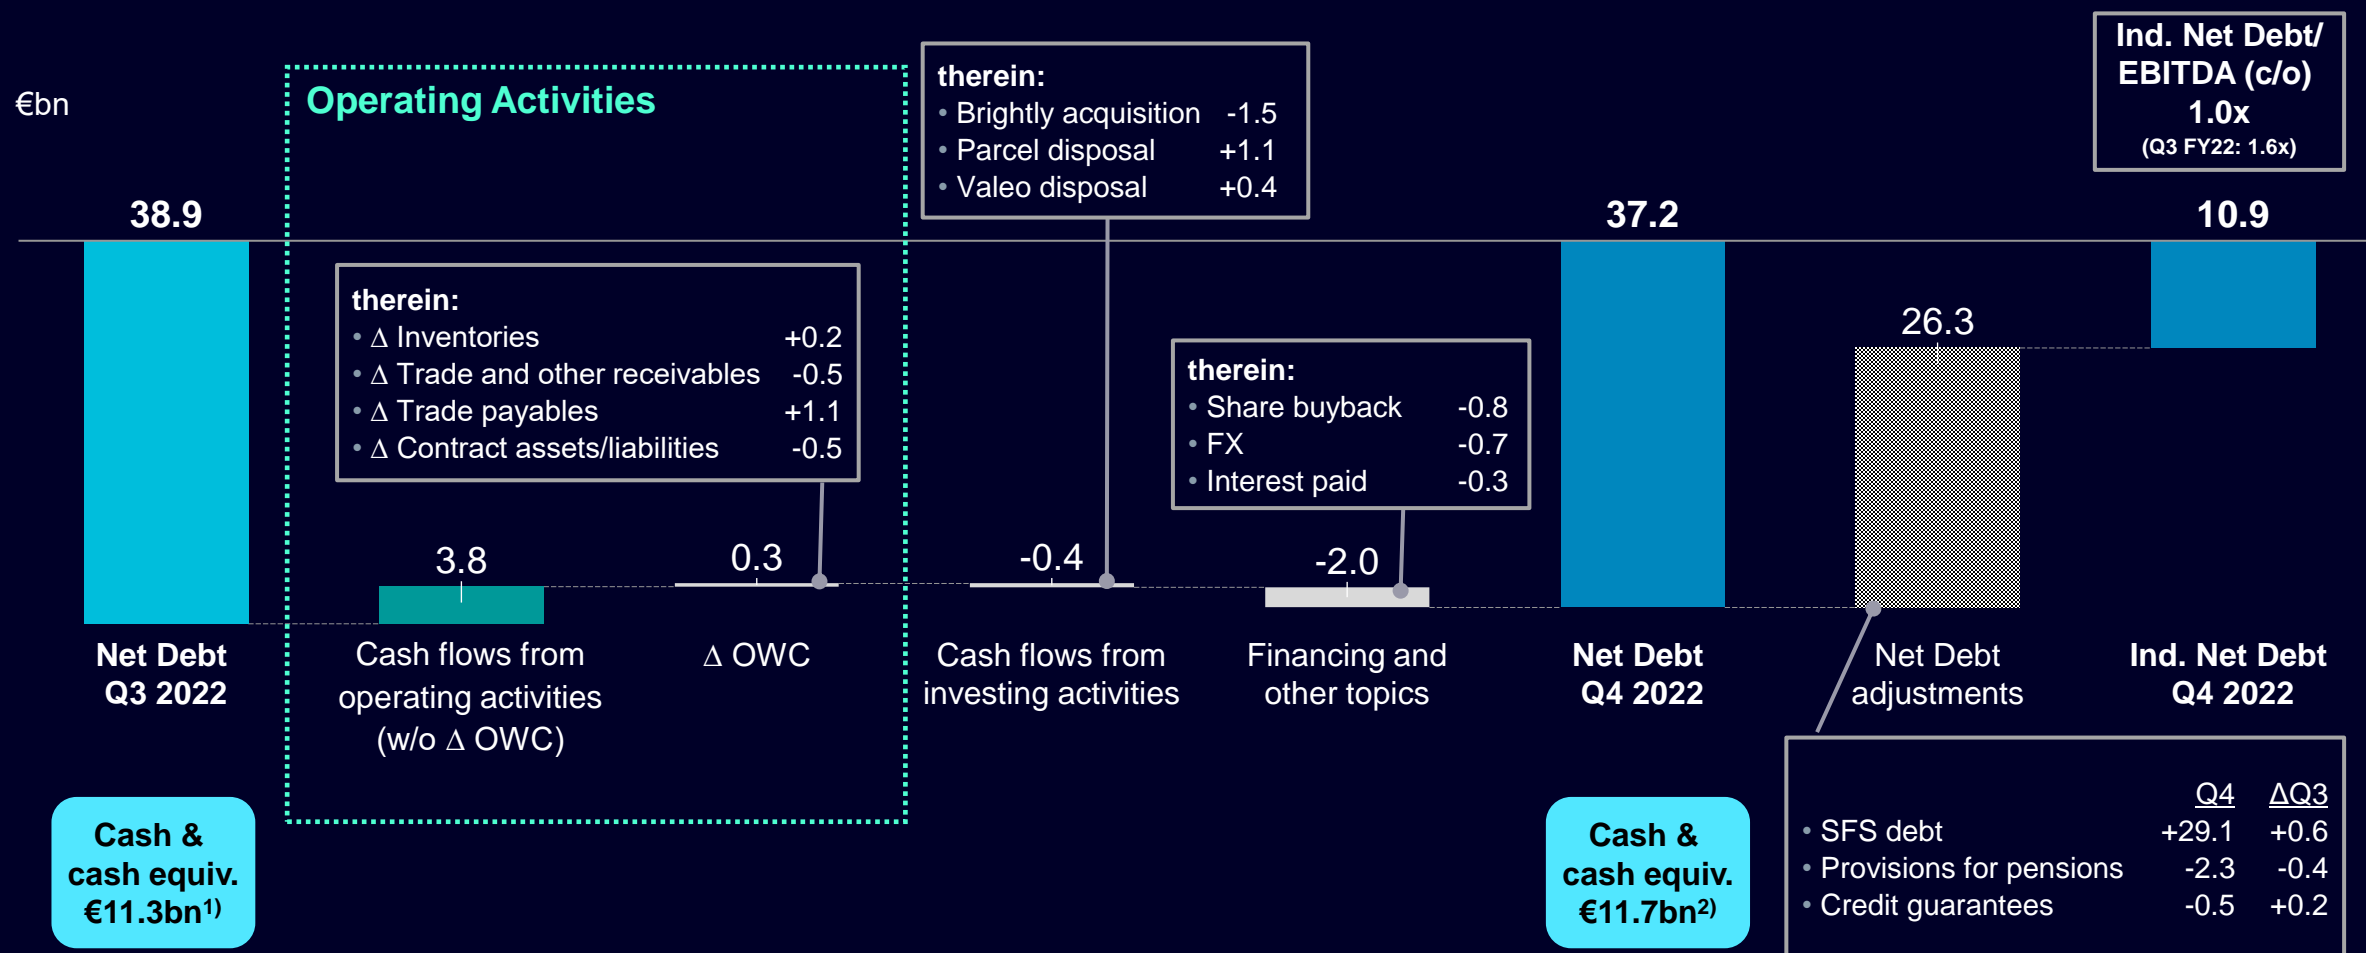 €bn
Operating Activities
therein:
• Brightly acquisition -1.5
• Parcel disposal +1.1
• Valeo disposal +0.4
Ind. Net Debt/
EBITDA (c/o)
1.0x
(Q3 FY22: 1.6x)
38.9
37.2
10.9
therein:
• Δ Inventories +0.2
• Δ Trade and other receivables -0.5
• Δ Trade payables +1.1
• Δ Contract assets/liabilities -0.5
therein:
• Share buyback -0.8
• FX -0.7
• Interest paid -0.3
26.3
3.8
0.3
-0.4
-2.0
Net Debt
Q3 2022
Cash flows from
operating activities
(w/o Δ OWC)
Δ OWC
Cash flows from
investing activities
Financing and
other topics
Net Debt
Q4 2022
Net Debt
adjustments
Ind. Net Debt
Q4 2022
Cash &
cash equiv.
€11.3bn1)
Cash &
cash equiv.
€11.7bn2)
Q4 ΔQ3
• SFS debt +29.1 +0.6
• Provisions for pensions -2.3 -0.4
• Credit guarantees -0.5 +0.2